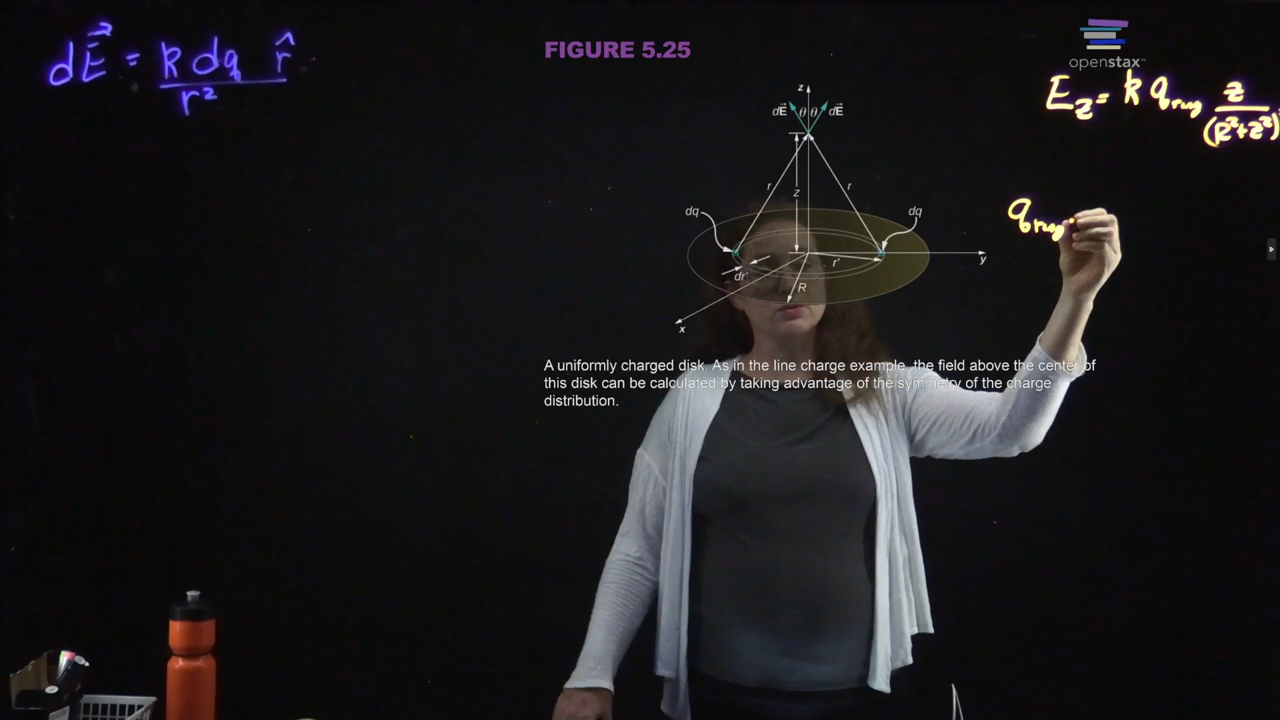 dE⃗ = k dq r̂
r²
FIGURE 5.25
openstax™
E_z = k q_ring z
(R²+z²)
q_ring
z
dE⃗ θ θ dE⃗
r r
z
dq dq
y
r'
dr'
R
x
A uniformly charged disk. As in the line charge example, the field above the center of
this disk can be calculated by taking advantage of the symmetry of the charge
distribution.